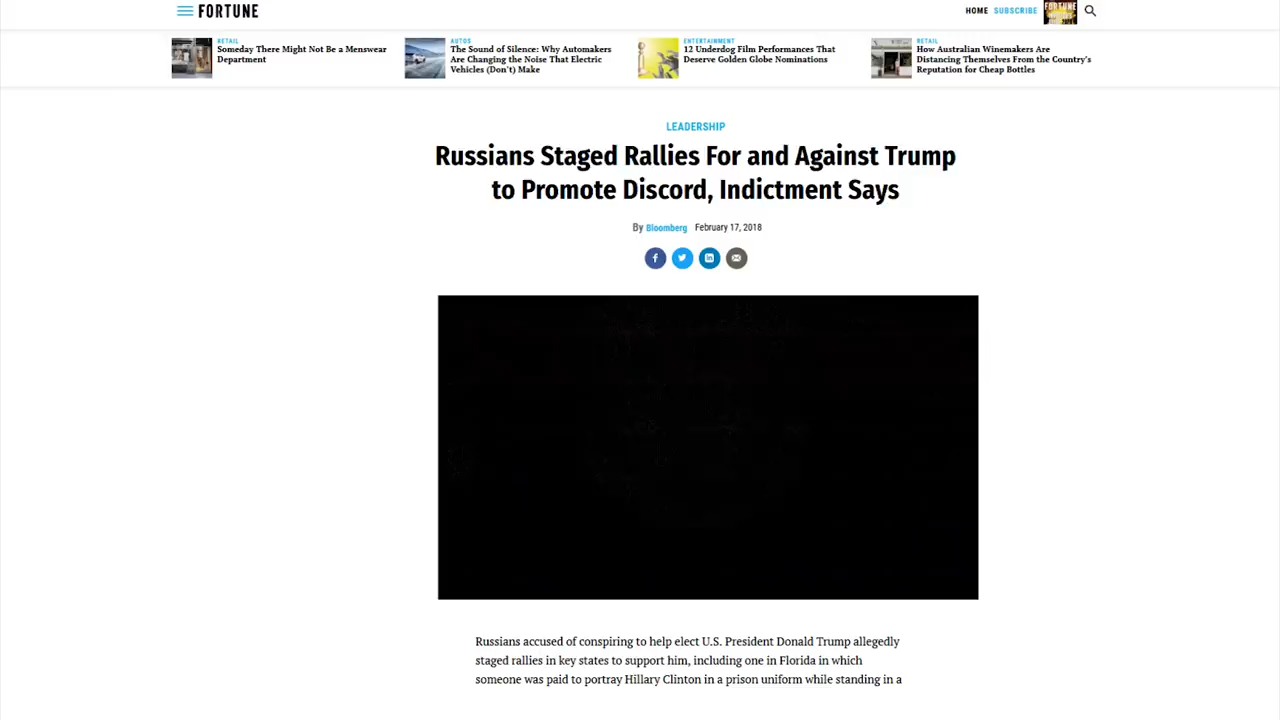 FORTUNE
HOME SUBSCRIBE
FORTUNE
RETAIL
Someday There Might Not Be a Menswear
Department
AUTOS
The Sound of Silence: Why Automakers
Are Changing the Noise That Electric
Vehicles (Don't) Make
ENTERTAINMENT
12 Underdog Film Performances That
Deserve Golden Globe Nominations
RETAIL
How Australian Winemakers Are
Distancing Themselves From the Country's
Reputation for Cheap Bottles
LEADERSHIP
Russians Staged Rallies For and Against Trump
to Promote Discord, Indictment Says
By Bloomberg February 17, 2018
Russians accused of conspiring to help elect U.S. President Donald Trump allegedly
staged rallies in key states to support him, including one in Florida in which
someone was paid to portray Hillary Clinton in a prison uniform while standing in a